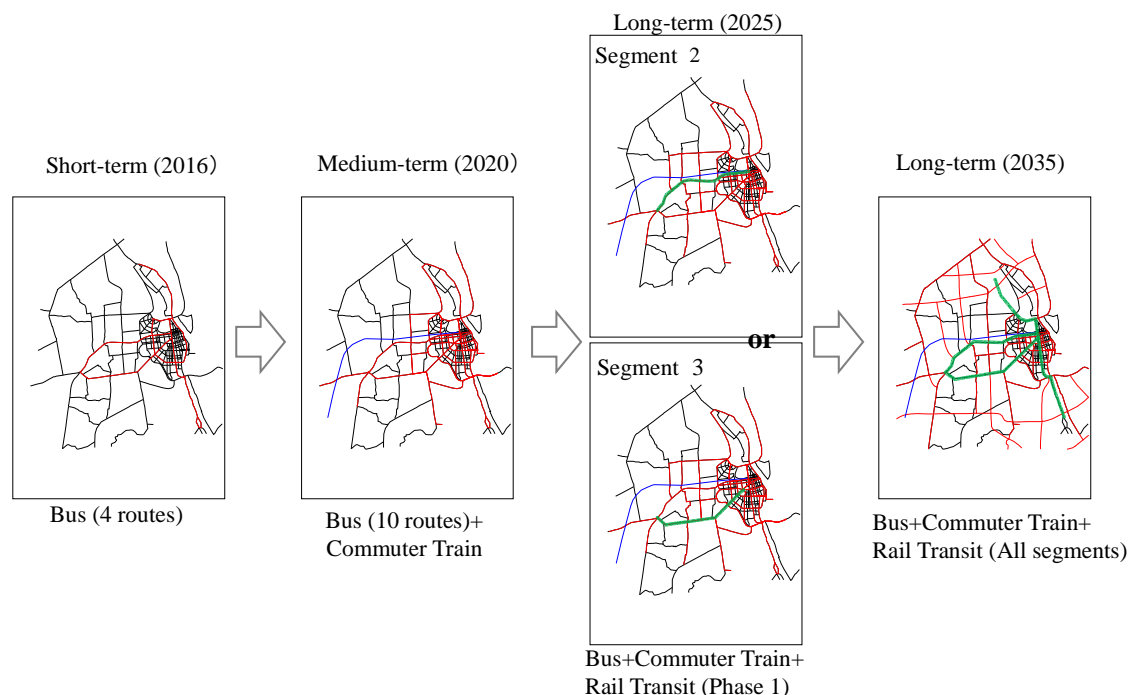 Short-term (2016）
Bus (4 routes)
Medium-term (2020）
Bus (10 routes)+
Commuter Train
Long-term (2025)
Segment 2
or
Segment 3
Bus+Commuter Train+
Rail Transit (Phase 1)
Long-term (2035)
Bus+Commuter Train+
Rail Transit (All segments)